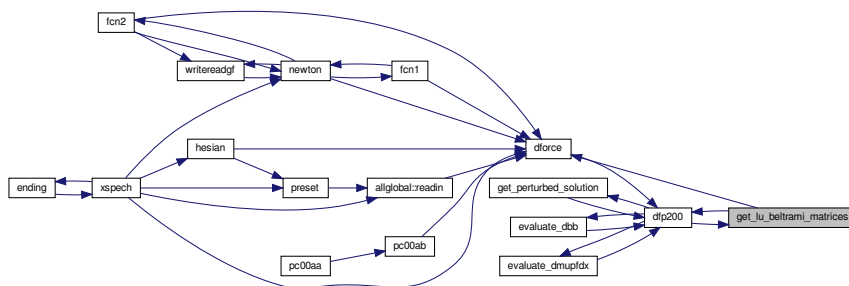 fcn2
writereadgf
newton
fcn1
hesian
dforce
ending
xspech
preset
allglobal::readin
get_perturbed_solution
dfp200
get_lu_beltrami_matrices
evaluate_dbb
pc00ab
pc00aa
evaluate_dmupfdx